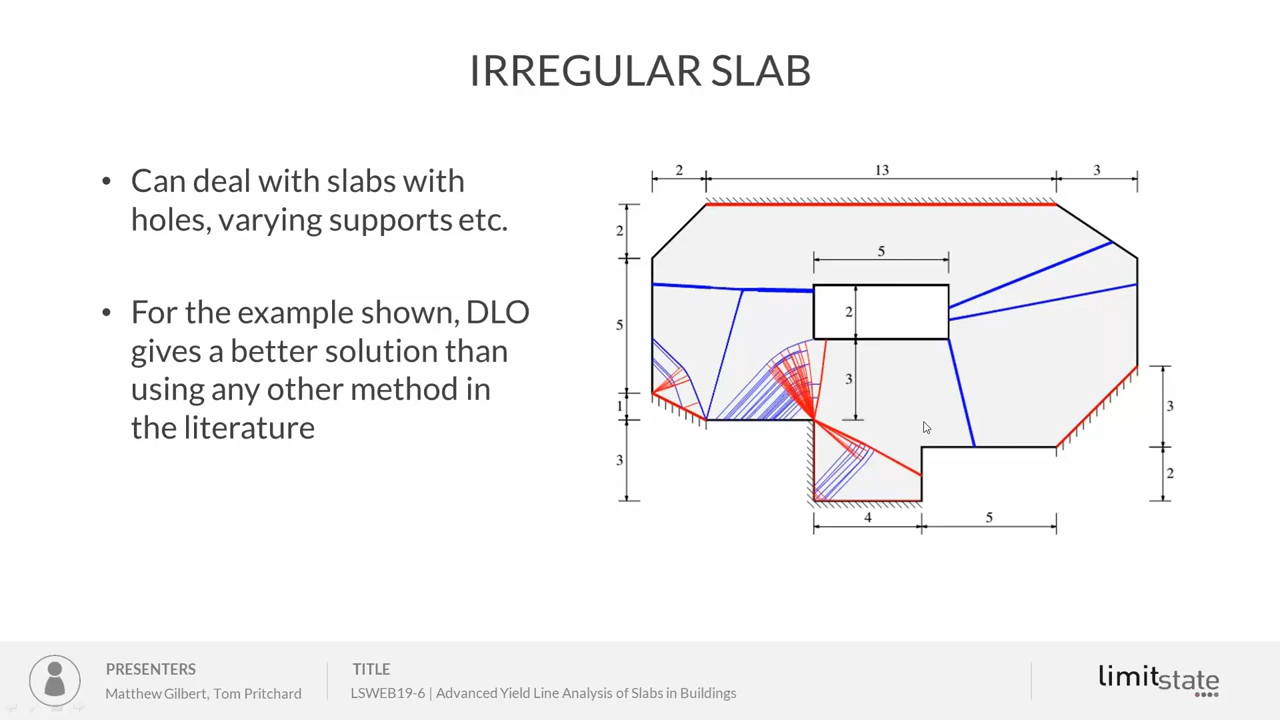 IRREGULAR SLAB
• Can deal with slabs with
holes, varying supports etc.
• For the example shown, DLO
gives a better solution than
using any other method in
the literature
2
13
3
2
5
5
2
3
1
3
3
2
4
5
PRESENTERS
Matthew Gilbert, Tom Pritchard
TITLE
LSWEB19-6 | Advanced Yield Line Analysis of Slabs in Buildings
limitstate